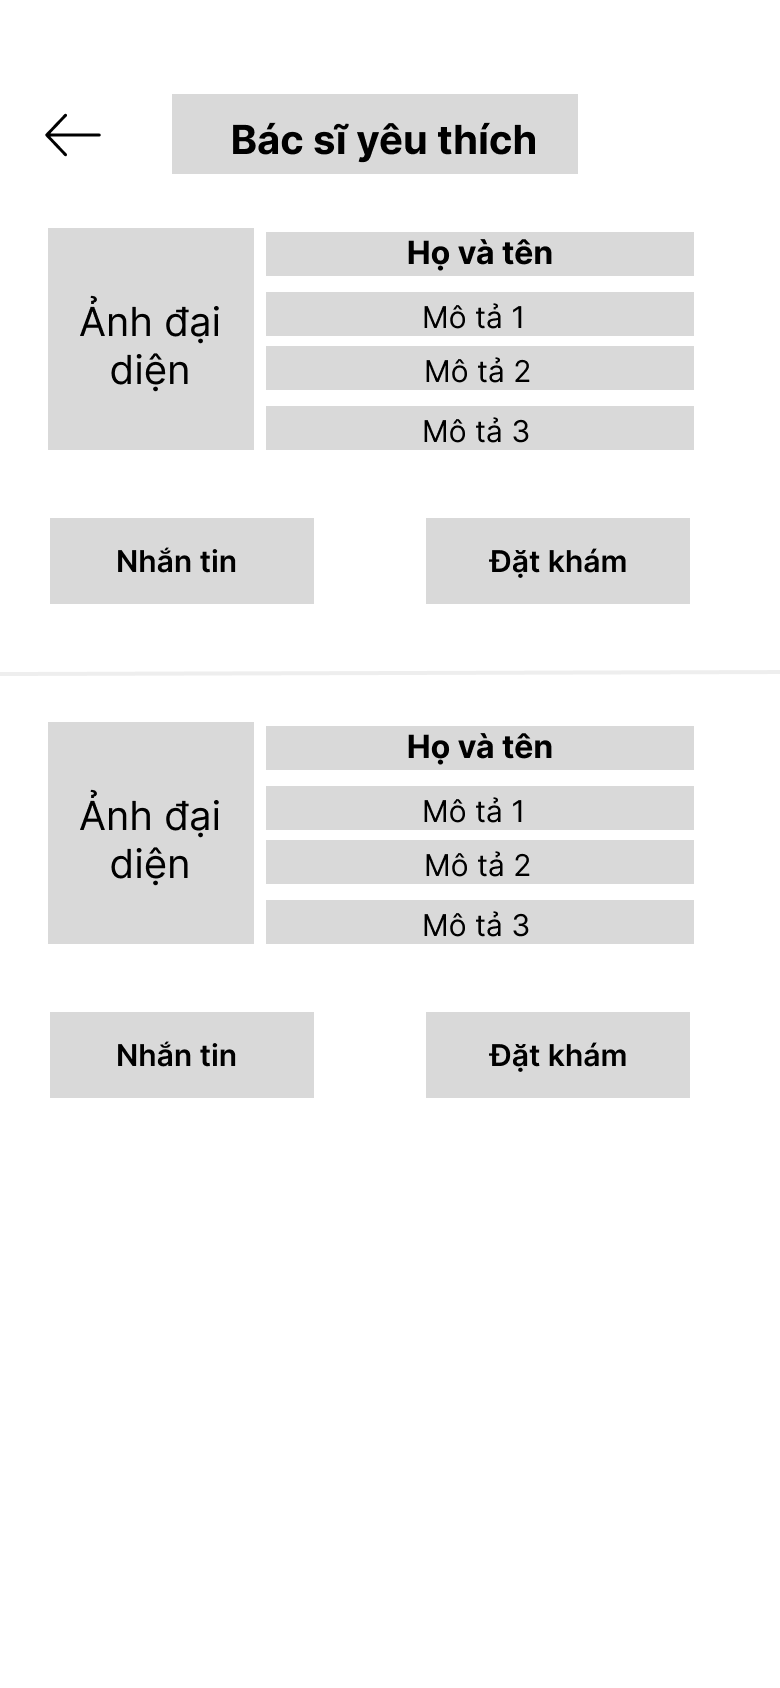 Bác sĩ yêu thích
Ảnh đại
diện
Họ và tên
Mô tả 1
Mô tả 2
Mô tả 3
Nhắn tin
Đặt khám
Ảnh đại
diện
Họ và tên
Mô tả 1
Mô tả 2
Mô tả 3
Nhắn tin
Đặt khám